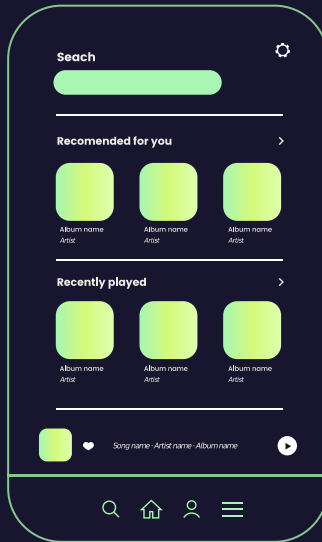 Seach
Recomended for you
Album name Album name Album name
Artist Artist Artist
Recently played
Album name Album name Album name
Artist Artist Artist
Song name · Artist name · Album name